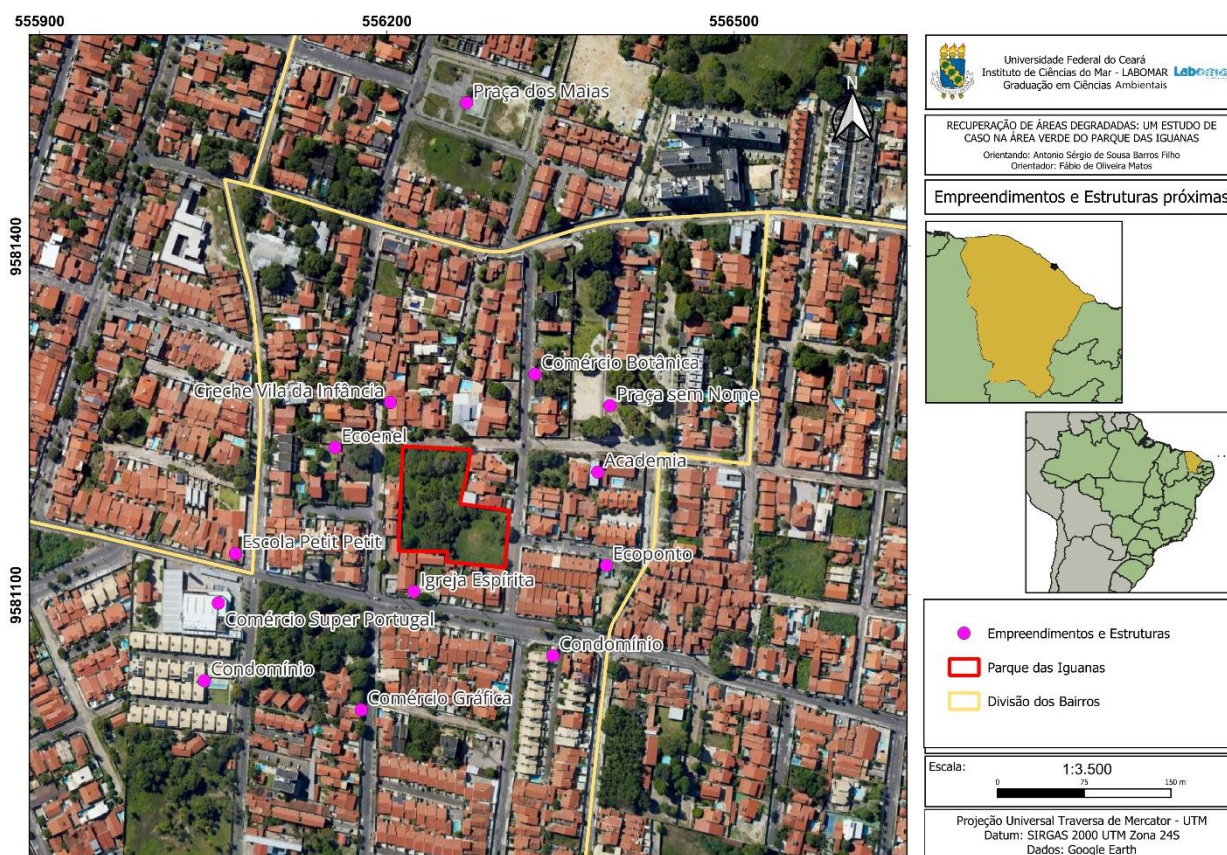 555900
556200
556500
9581400
9581100
Praça dos Maias
Comércio Botânica
Creche Vila da Infância
Praça sem Nome
Ecoenel
Academia
Escola Petit Petit
Ecoponto
Igreja Espírita
Comércio Super Portugal
Condomínio
Condomínio
Comércio Gráfica
N
Universidade Federal do Ceará
Instituto de Ciências do Mar - LABOMAR
Graduação em Ciências Ambientais
Labomar
RECUPERAÇÃO DE ÁREAS DEGRADADAS: UM ESTUDO DE
CASO NA ÁREA VERDE DO PARQUE DAS IGUANAS
Orientando: Antonio Sérgio de Sousa Barros Filho
Orientador: Fábio de Oliveira Matos
Empreendimentos e Estruturas próximas
Empreendimentos e Estruturas
Parque das Iguanas
Divisão dos Bairros
Escala:
1:3.500
0 75 150 m
Projeção Universal Traversa de Mercator - UTM
Datum: SIRGAS 2000 UTM Zona 24S
Dados: Google Earth